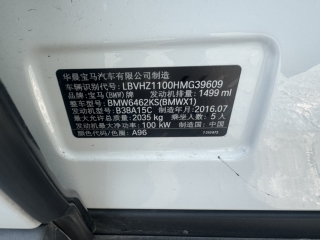 华晨宝马汽车有限公司制造
车辆识别代号: LBVHZ1100HMG39609
品牌: 宝马(BMW)牌 发动机排量: 1499 ml
整车型号: BMW6462KS(BMWX1)
发动机型号: B38A15C 制造年月: 2016.07
最大允许总质量: 2035 kg 乘坐人数: 5 人
发动机最大净功率: 100 kW 制造国: 中国
颜色代码/色号: A96